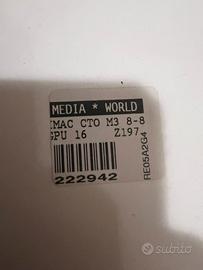 MEDIA * WORLD
IMAC CTO M3 8-8
GPU 16 Z197
222942
RE05A2G4
subito